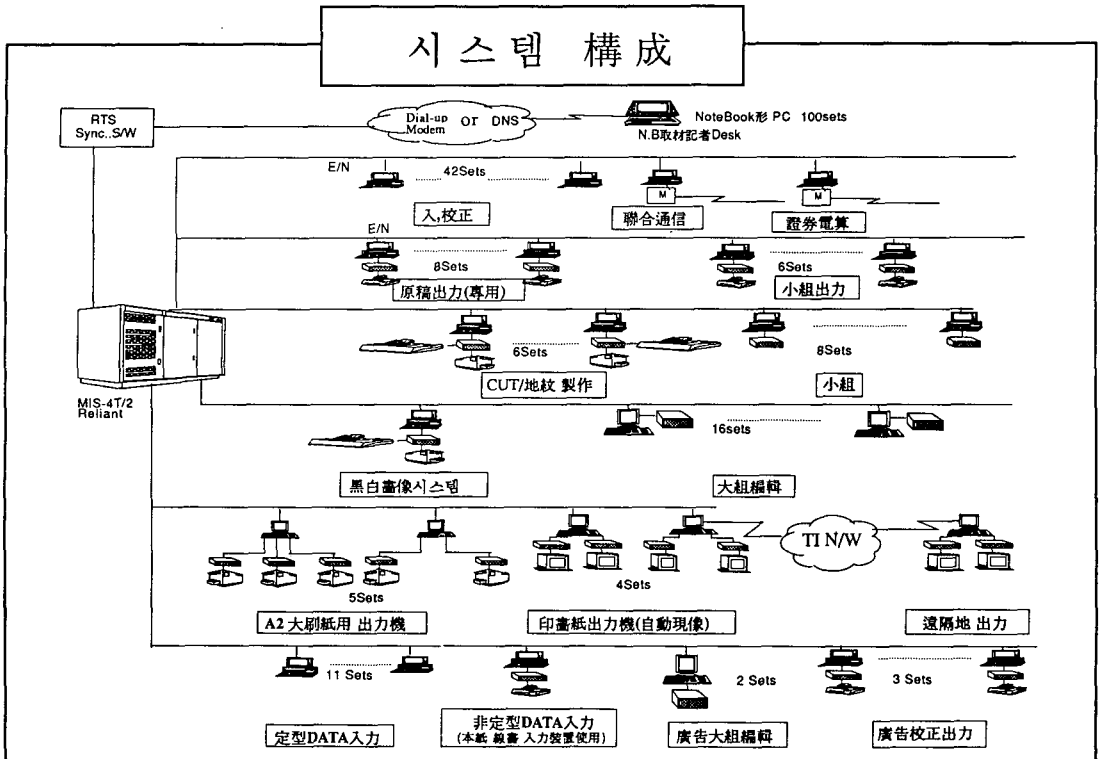 시스템 構成
RTS
Sync..S/W
Dial-up
Modem or DNS
NoteBook形 PC 100sets
N.B取材記者Desk
E/N
42Sets
M
M
入,校正
聯合通信
證券電算
E/N
8Sets
6Sets
原稿出力(專用)
小組出力
6Sets
8Sets
CUT/地紋 製作
小組
MIS-4T/2
Reliant
16sets
黑白畵像시스템
大組編輯
TI N/W
5Sets
4Sets
A2 大刷紙用 出力機
印畵紙出力機(自動現像)
遠隔地 出力
11 Sets
2 Sets
3 Sets
定型DATA入力
非定型DATA入力
(本紙 線畵 入力裝置使用)
廣告大組編輯
廣告校正出力